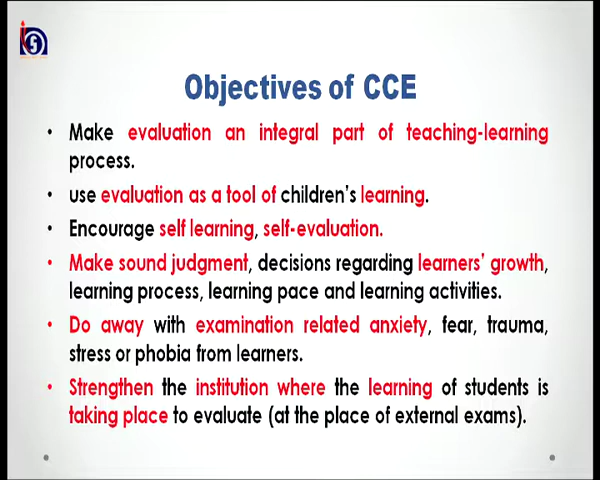 Objectives of CCE
• Make evaluation an integral part of teaching-learning
process.
• use evaluation as a tool of children's learning.
• Encourage self learning, self-evaluation.
• Make sound judgment, decisions regarding learners' growth,
learning process, learning pace and learning activities.
• Do away with examination related anxiety, fear, trauma,
stress or phobia from learners.
• Strengthen the institution where the learning of students is
taking place to evaluate (at the place of external exams).